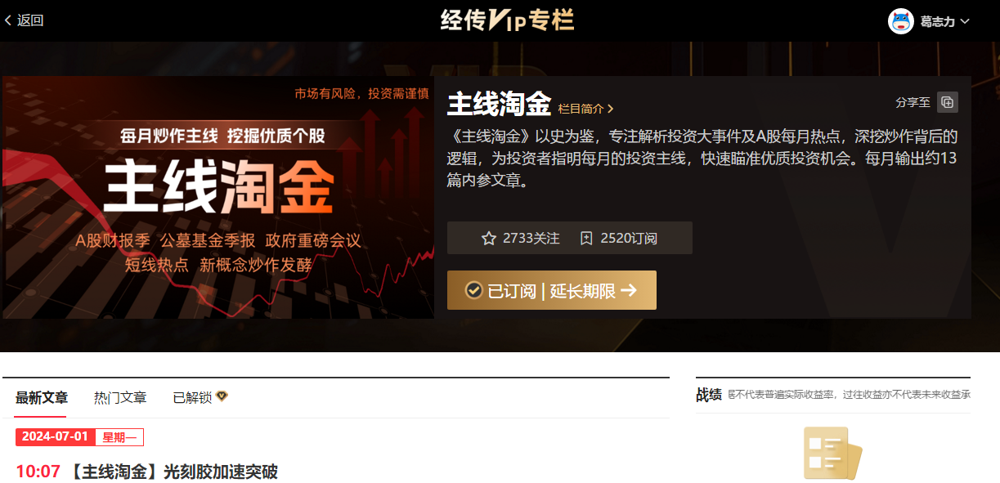 返回
经传VIP专栏
葛志力
市场有风险，投资需谨慎
每月炒作主线 挖掘优质个股
主线淘金
A股财报季 公墓基金季报 政府重磅会议
短线热点 新概念炒作发酵
主线淘金 栏目简介
分享至
《主线淘金》以史为鉴，专注解析投资大事件及A股每月热点，深挖炒作背后的
逻辑，为投资者指明每月的投资主线，快速瞄准优质投资机会。每月输出约13
篇内参文章。
2733关注 2520订阅
已订阅 | 延长期限
最新文章 热门文章 已解锁
战绩 不代表普遍实际收益率，过往收益亦不代表未来收益承
2024-07-01 星期一
10:07 【主线淘金】光刻胶加速突破